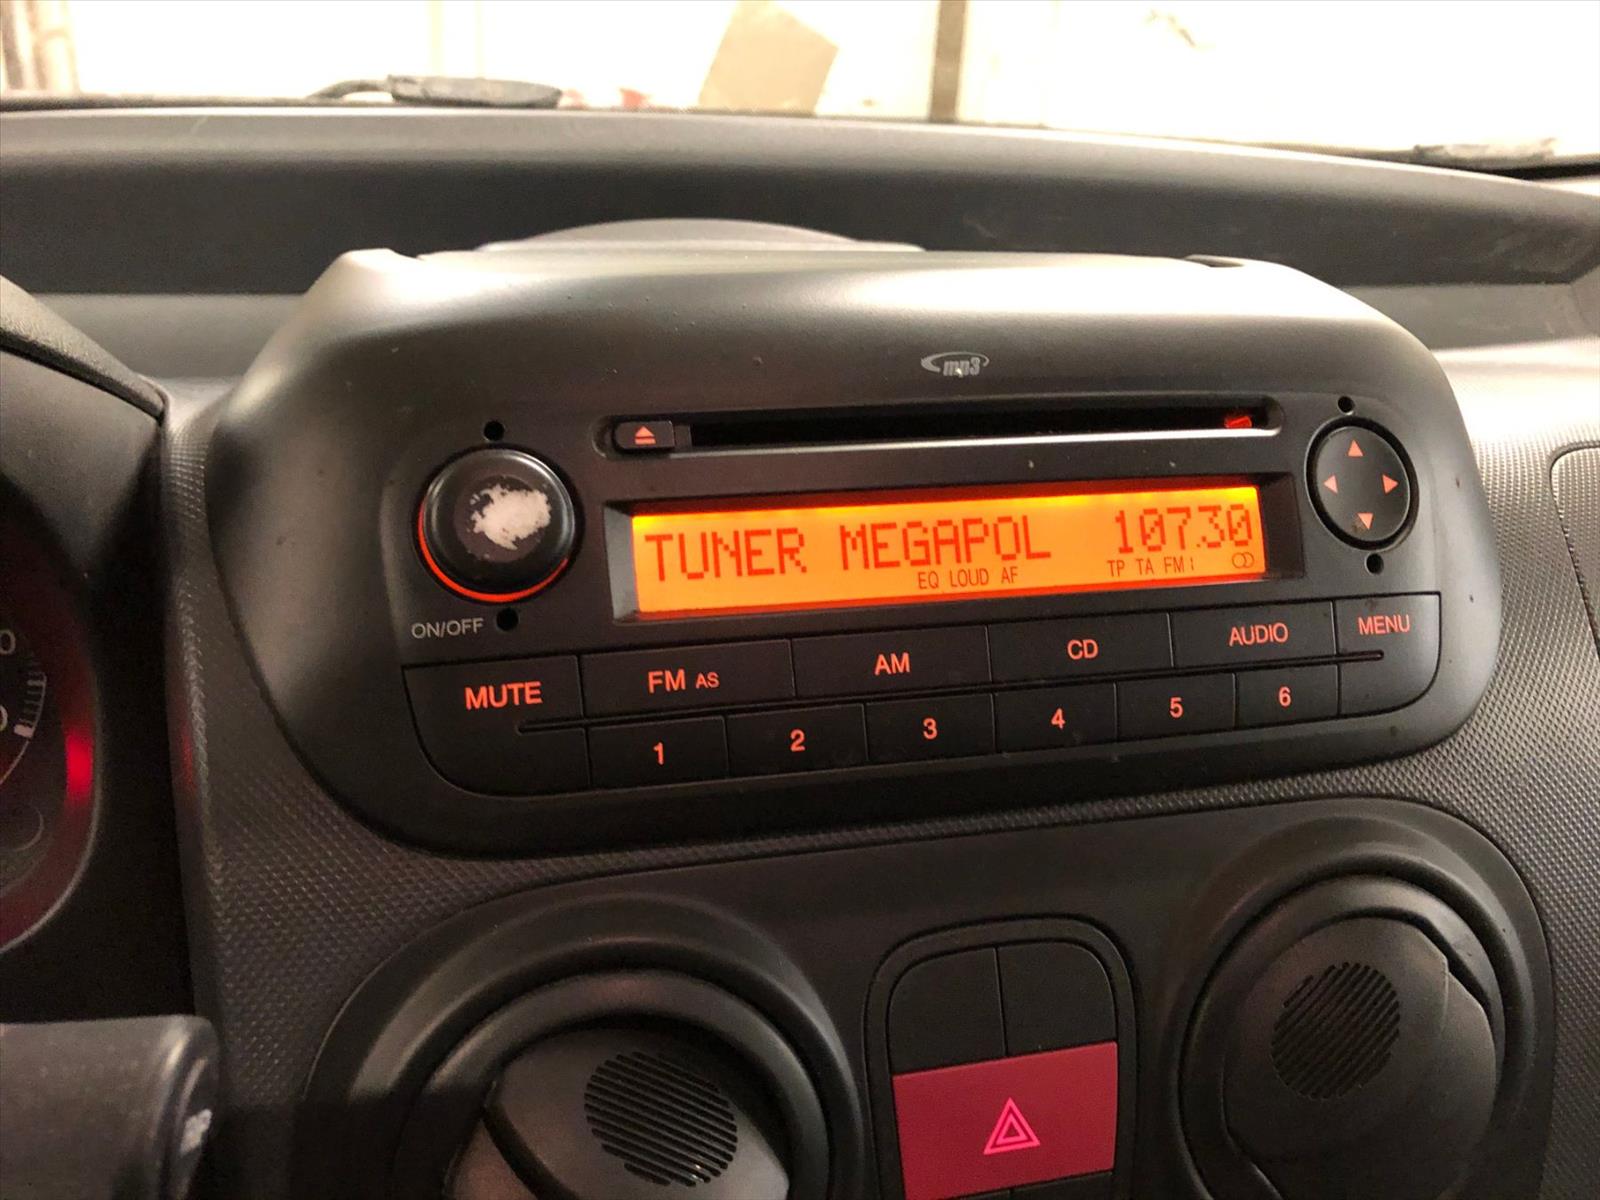 mp3
TUNER MEGAPOL 107.30
EQ LOUD AF TP TA FM1
ON/OFF
MUTE FM AS AM CD AUDIO MENU
1 2 3 4 5 6